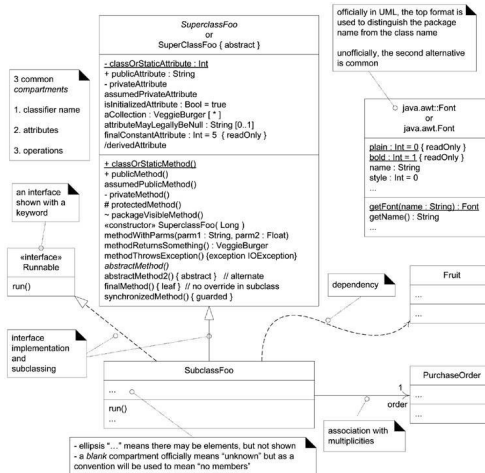 officially in UML, the top format is
used to distinguish the package
name from the class name
unofficially, the second alternative
is common
SuperclassFoo
or
SuperClassFoo { abstract }
- classOrStaticAttribute : Int
+ publicAttribute : String
- privateAttribute
assumedPrivateAttribute
isInitializedAttribute : Bool = true
aCollection : VeggieBurger [ * ]
attributeMayLegallyBeNull : String [0..1]
finalConstantAttribute : Int = 5 { readOnly }
/derivedAttribute
+ classOrStaticMethod()
+ publicMethod()
assumedPublicMethod()
- privateMethod()
# protectedMethod()
~ packageVisibleMethod()
«constructor» SuperclassFoo( Long )
methodWithParms(parm1 : String, parm2 : Float)
methodReturnsSomething() : VeggieBurger
methodThrowsException() {exception IOException}
abstractMethod()
abstractMethod2() { abstract } // alternate
finalMethod() { leaf } // no override in subclass
synchronizedMethod() { guarded }
3 common
compartments
1. classifier name
2. attributes
3. operations
java.awt::Font
or
java.awt.Font
plain : Int = 0 { readOnly }
bold : Int = 1 { readOnly }
name : String
style : Int = 0
...
getFont(name : String) : Font
getName() : String
...
an interface
shown with a
keyword
«interface»
Runnable
run()
dependency
Fruit
...
...
interface
implementation
and
subclassing
SubclassFoo
...
run()
...
1
order
PurchaseOrder
...
...
association with
multiplicities
- ellipsis "..." means there may be elements, but not shown
- a blank compartment officially means "unknown" but as a
convention will be used to mean "no members"